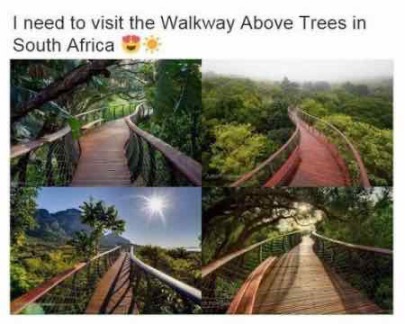 I need to visit the Walkway Above Trees in
South Africa 😍☀️